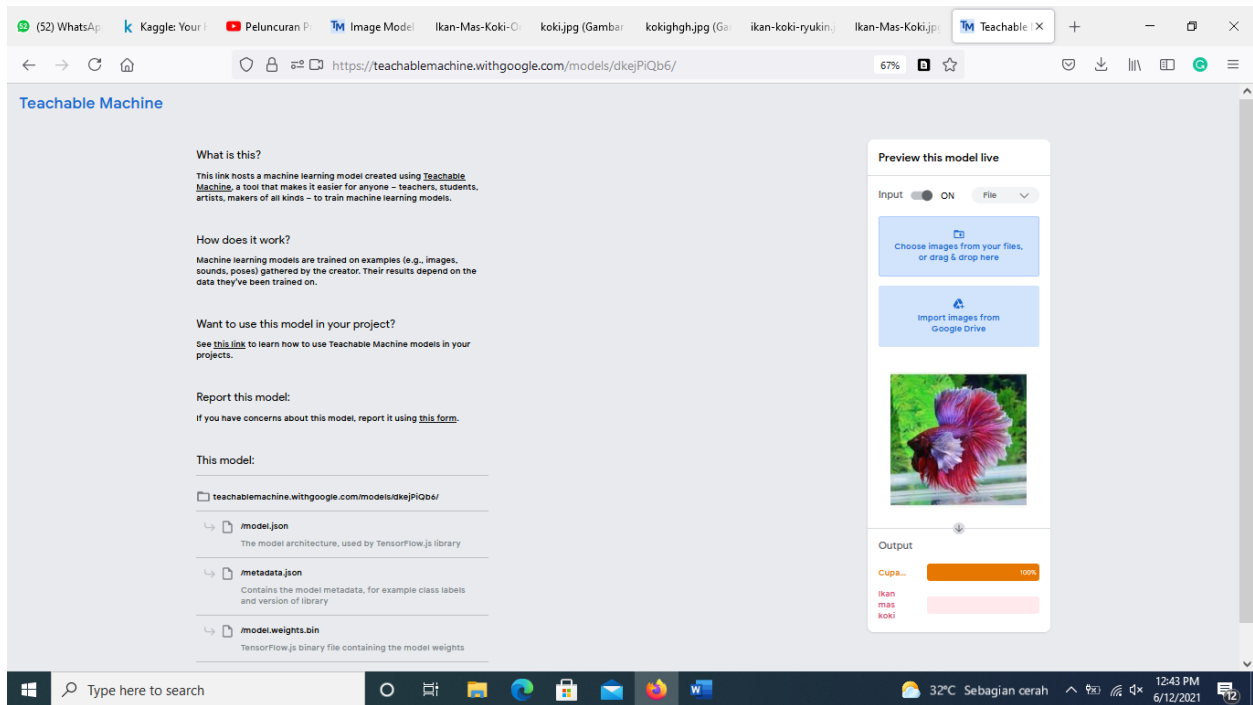 (52) WhatsAp
Kaggle: Your H
Peluncuran P
Image Model
Ikan-Mas-Koki-O
koki.jpg (Gambar
kokighgh.jpg (Ga
ikan-koki-ryukin.j
Ikan-Mas-Koki.jp
Teachable
https://teachablemachine.withgoogle.com/models/dkejPiQb6/
67%
Teachable Machine
What is this?
This link hosts a machine learning model created using Teachable
Machine, a tool that makes it easier for anyone – teachers, students,
artists, makers of all kinds – to train machine learning models.
How does it work?
Machine learning models are trained on examples (e.g., images,
sounds, poses) gathered by the creator. Their results depend on the
data they've been trained on.
Want to use this model in your project?
See this link to learn how to use Teachable Machine models in your
projects.
Report this model:
If you have concerns about this model, report it using this form.
This model:
teachablemachine.withgoogle.com/models/dkejPiQb6/
/model.json
The model architecture, used by TensorFlow.js library
/metadata.json
Contains the model metadata, for example class labels
and version of library
/model.weights.bin
TensorFlow.js binary file containing the model weights
Preview this model live
Input ON File
Choose images from your files,
or drag & drop here
Import images from
Google Drive
Output
Cupa...
100%
Ikan
mas
koki
Type here to search
32°C Sebagian cerah
12:43 PM
6/12/2021
12